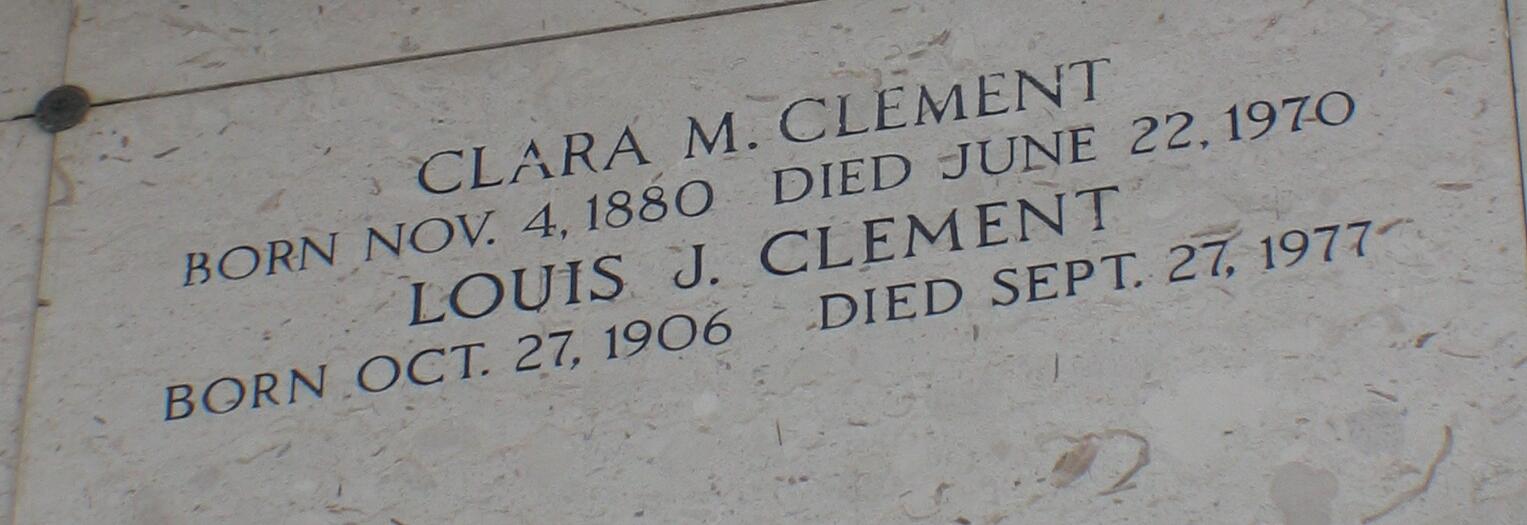 CLARA M. CLEMENT
BORN NOV. 4, 1880 DIED JUNE 22, 1970
LOUIS J. CLEMENT
BORN OCT. 27, 1906 DIED SEPT. 27, 1977